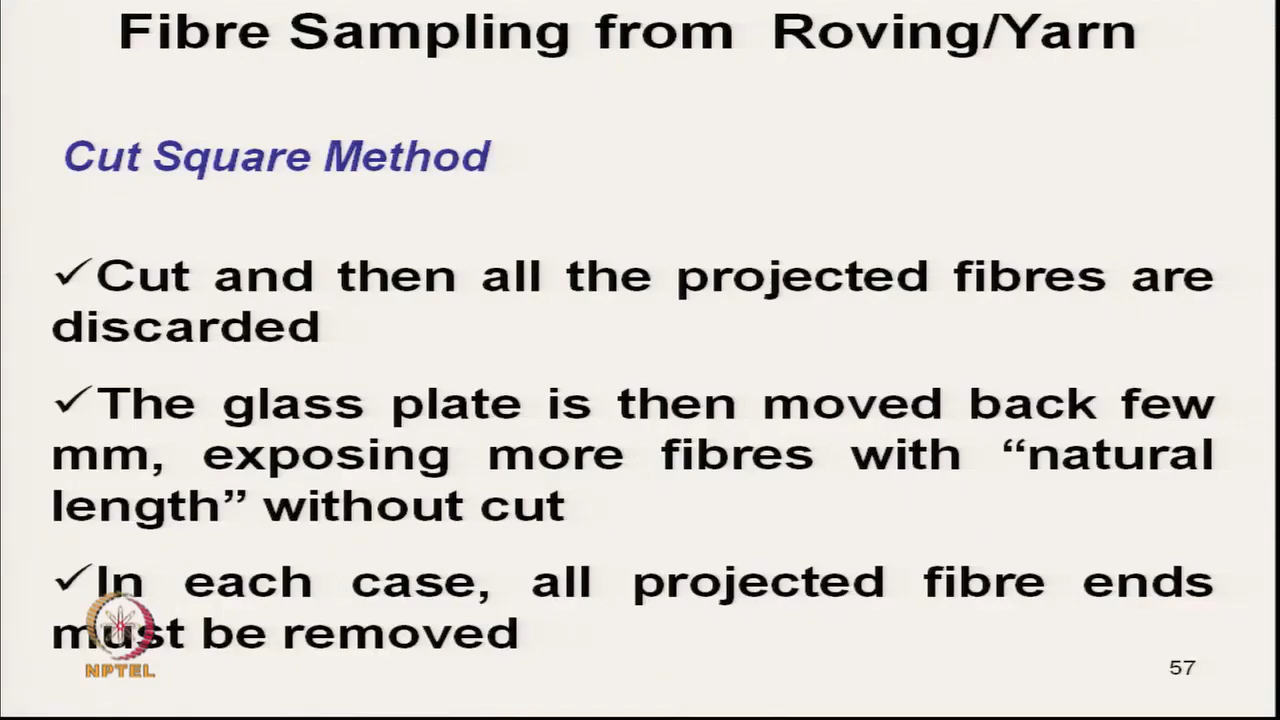 Fibre Sampling from Roving/Yarn
Cut Square Method
✓Cut and then all the projected fibres are
discarded
✓The glass plate is then moved back few
mm, exposing more fibres with “natural
length” without cut
✓In each case, all projected fibre ends
must be removed
NPTEL
57